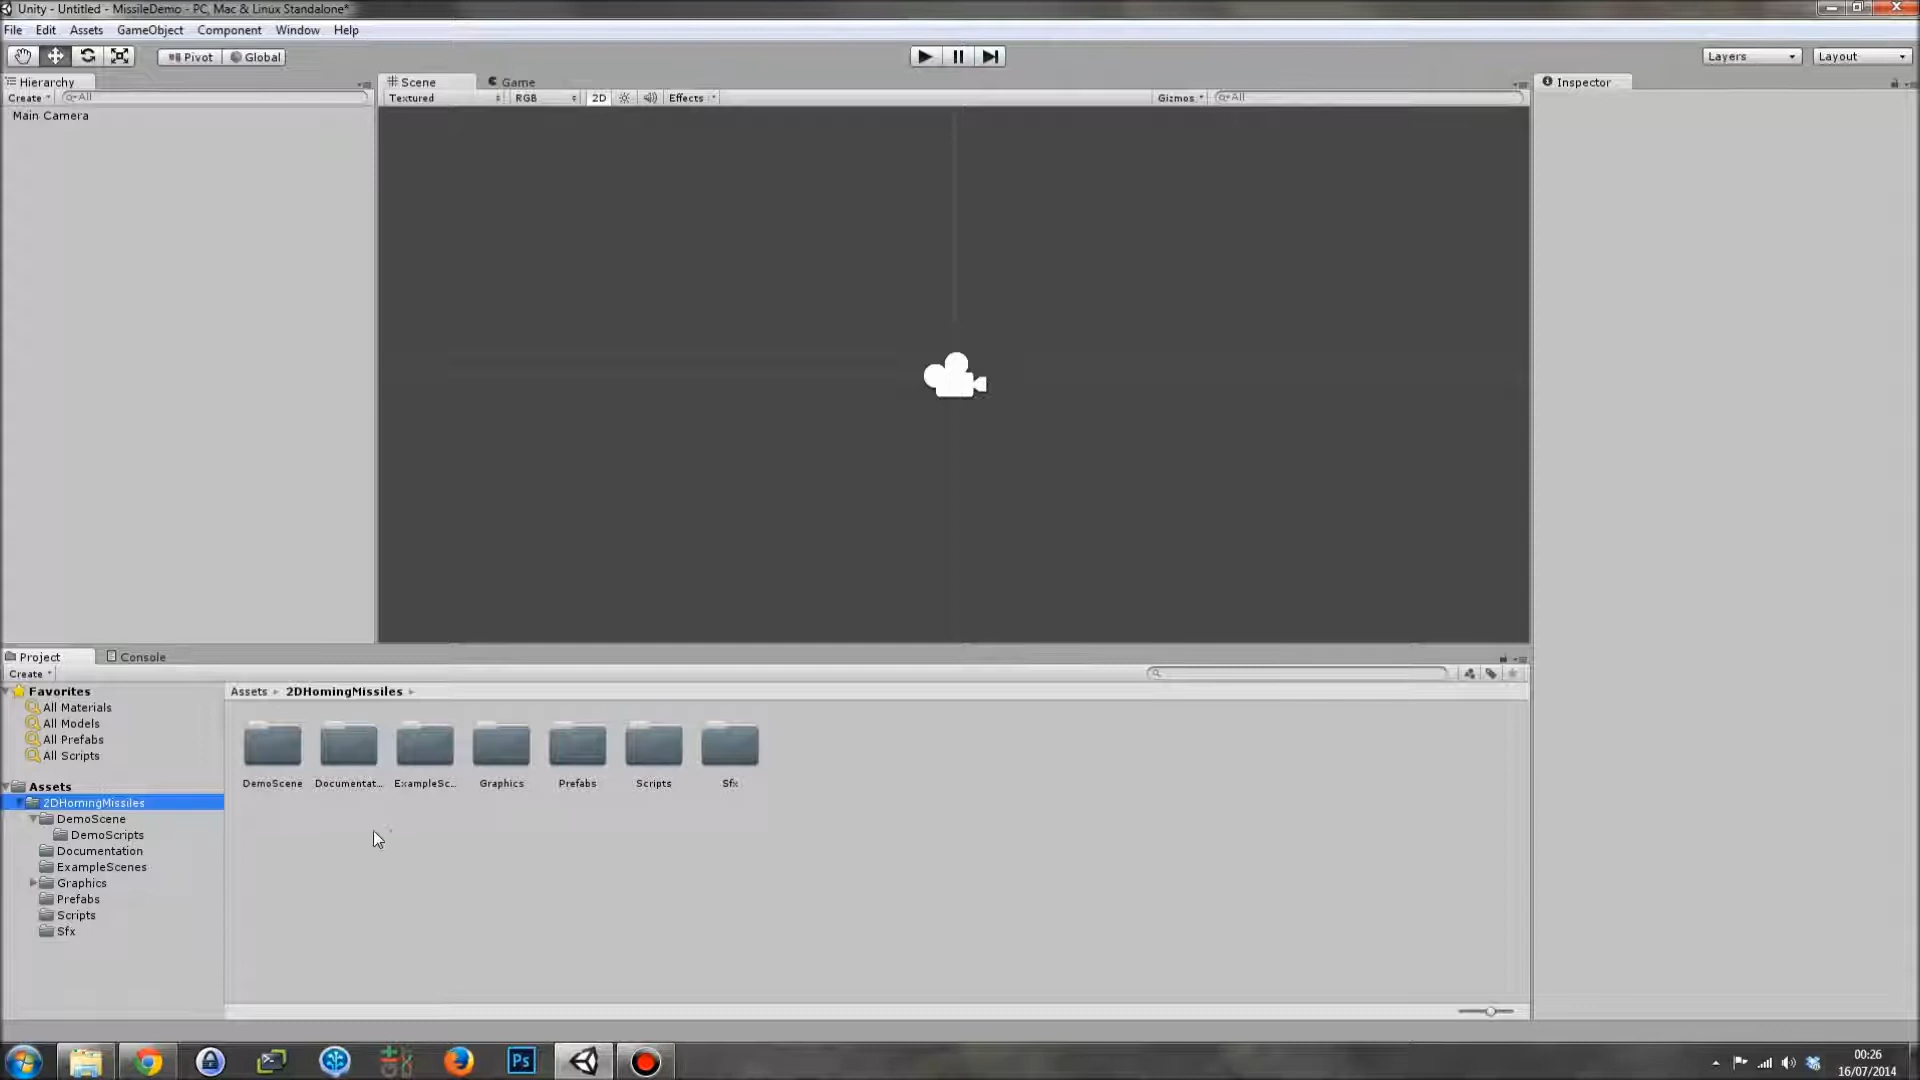 Unity - Untitled - MissileDemo - PC, Mac & Linux Standalone*
File Edit Assets GameObject Component Window Help
Pivot Global Layers Layout
Hierarchy Scene Game Inspector
Create All Textured RGB 2D Effects Gizmos All
Main Camera
Project Console
Create
Favorites Assets 2DHomingMissiles
All Materials
All Models
All Prefabs
All Scripts
DemoScene Documentat... ExampleSc... Graphics Prefabs Scripts Sfx
Assets
2DHomingMissiles
DemoScene
DemoScripts
Documentation
ExampleScenes
Graphics
Prefabs
Scripts
Sfx
Ps
00:26
16/07/2014